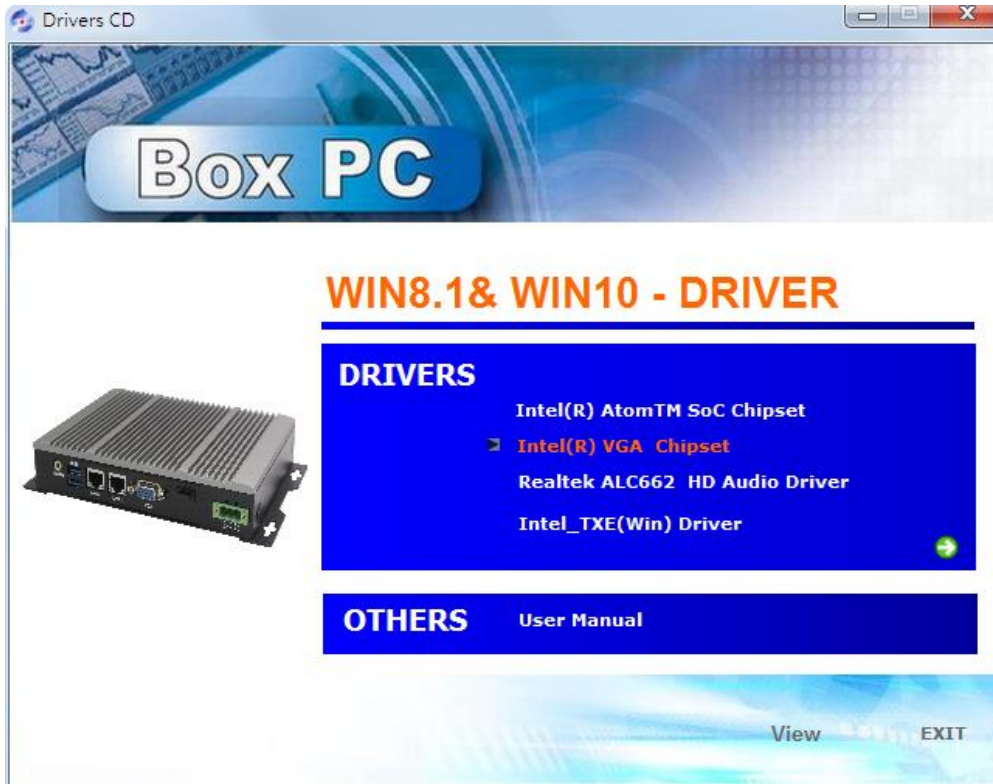 Drivers CD
Box PC
WIN8.1& WIN10 - DRIVER
DRIVERS
Intel(R) AtomTM SoC Chipset
Intel(R) VGA Chipset
Realtek ALC662 HD Audio Driver
Intel_TXE(Win) Driver
OTHERS
User Manual
View
EXIT